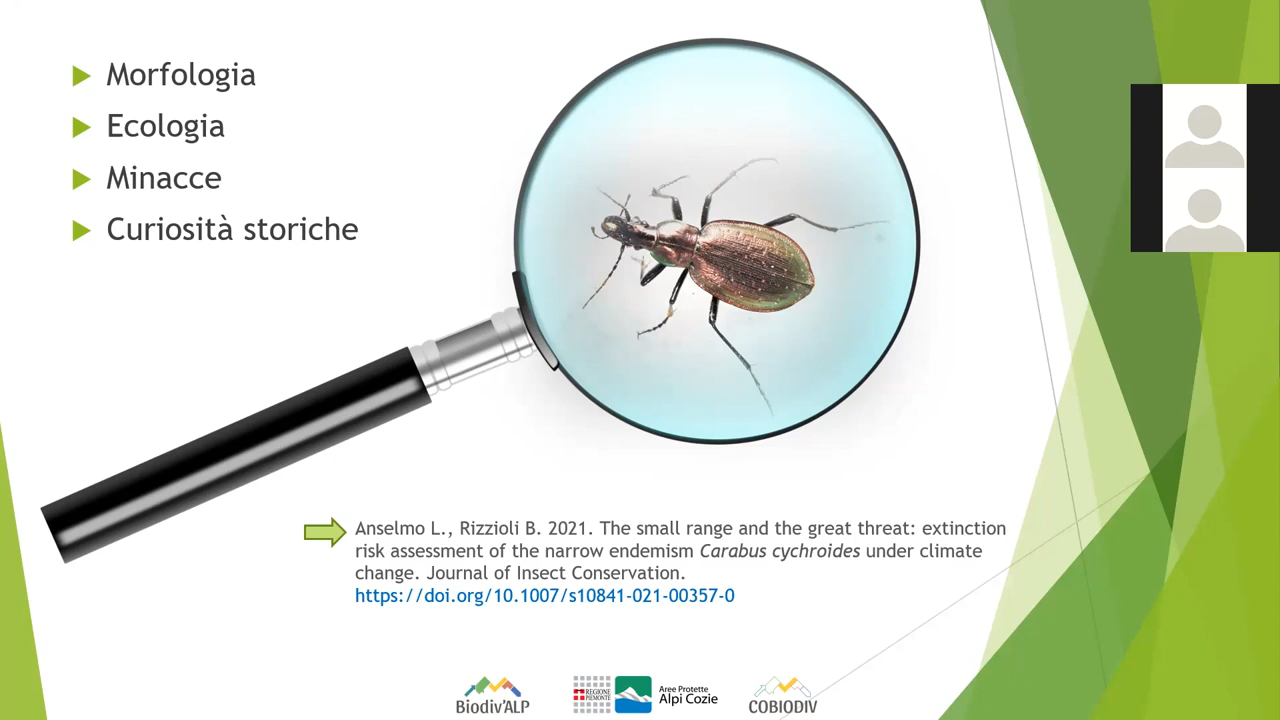 Morfologia
Ecologia
Minacce
Curiosità storiche
Anselmo L., Rizzioli B. 2021. The small range and the great threat: extinction
risk assessment of the narrow endemism Carabus cychroides under climate
change. Journal of Insect Conservation.
https://doi.org/10.1007/s10841-021-00357-0
Biodiv'ALP
REGIONE
PIEMONTE
Aree Protette
Alpi Cozie
COBIODIV